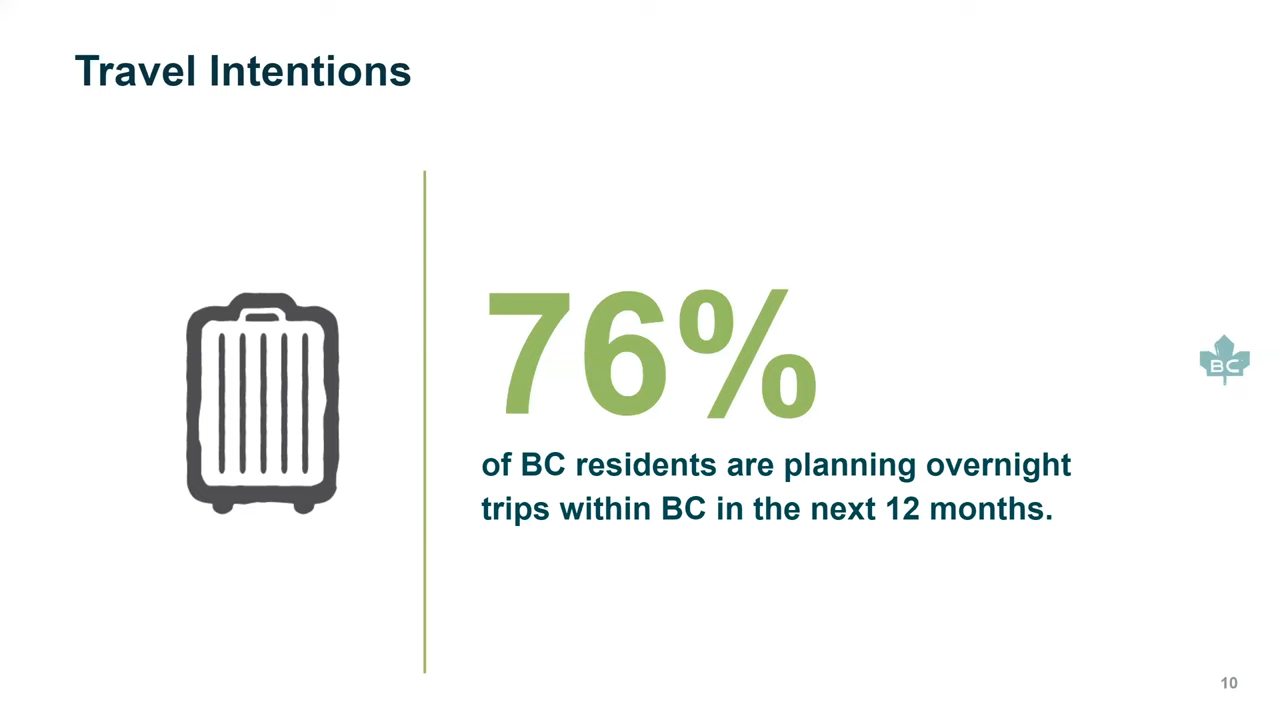 Travel Intentions
76%
of BC residents are planning overnight
trips within BC in the next 12 months.
BC
10